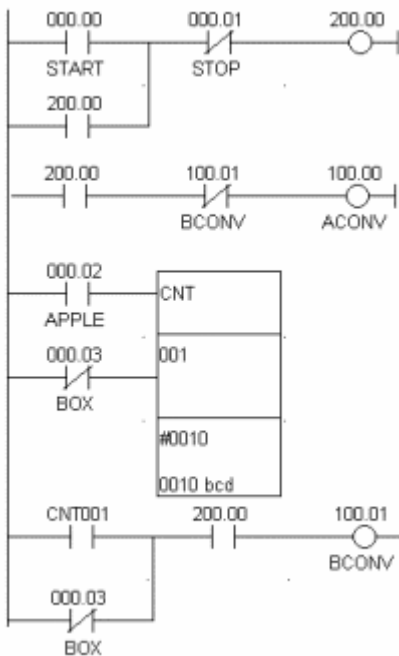 000.00 000.01 200.00
START STOP
200.00
200.00 100.01 100.00
BCONV ACONV
000.02
CNT
APPLE
000.03
001
BOX
#0010
0010 bcd
CNT001 200.00 100.01
BCONV
000.03
BOX